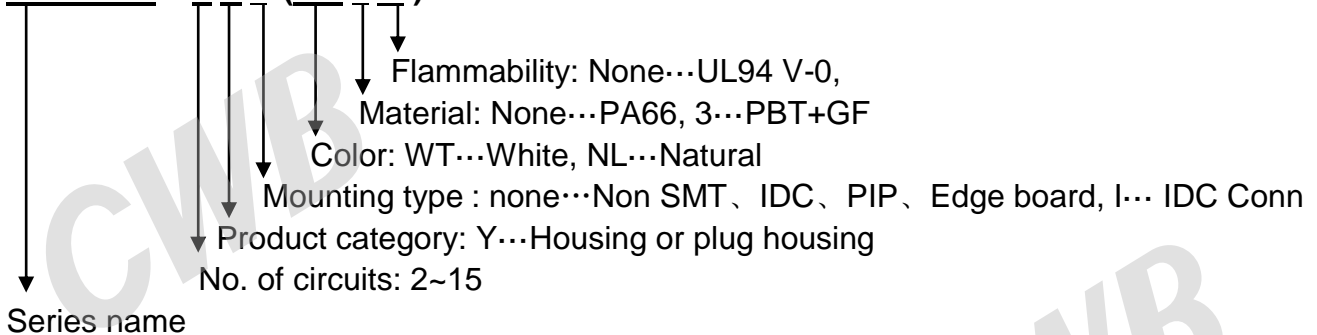 Flammability: None···UL94 V-0,
Material: None···PA66, 3···PBT+GF
Color: WT···White, NL···Natural
Mounting type : none···Non SMT、IDC、PIP、Edge board, I··· IDC Conn
Product category: Y···Housing or plug housing
No. of circuits: 2~15
Series name
CWB
CWB